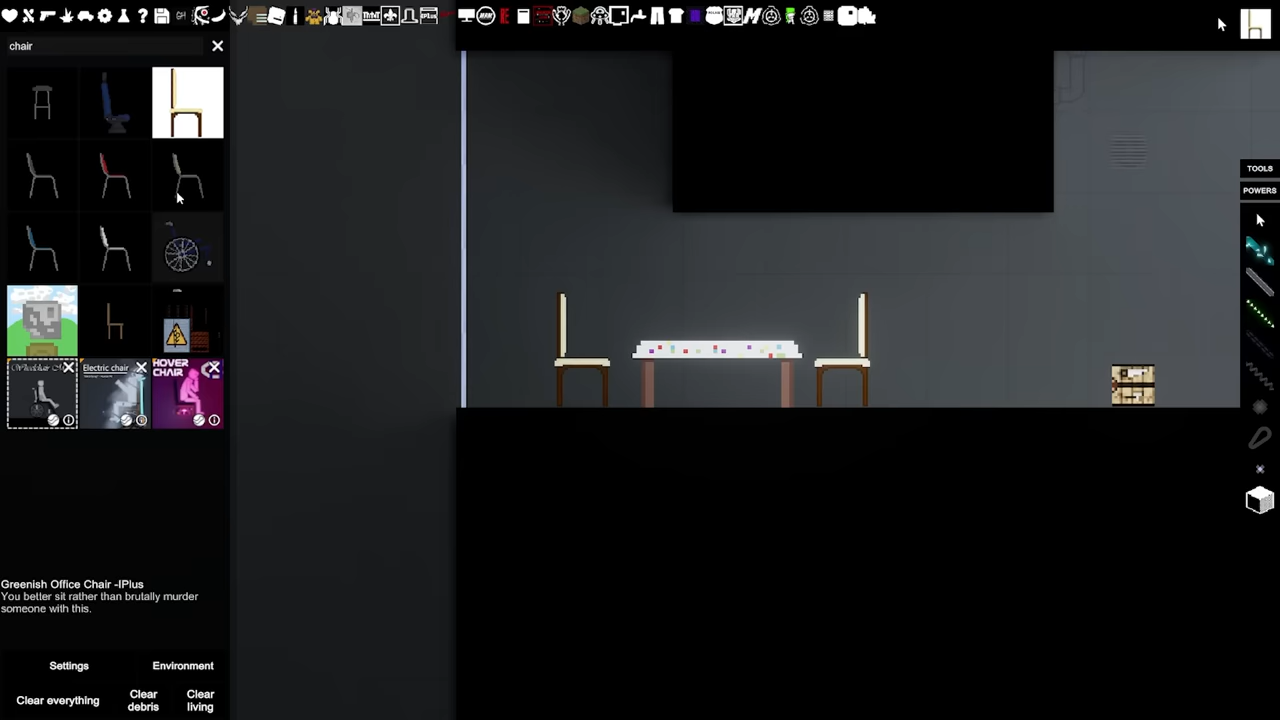 chair
TOOLS
POWERS
Electric chair
HOVER
CHAIR
Greenish Office Chair -IPlus
You better sit rather than brutally murder
someone with this.
Settings
Environment
Clear everything
Clear
debris
Clear
living